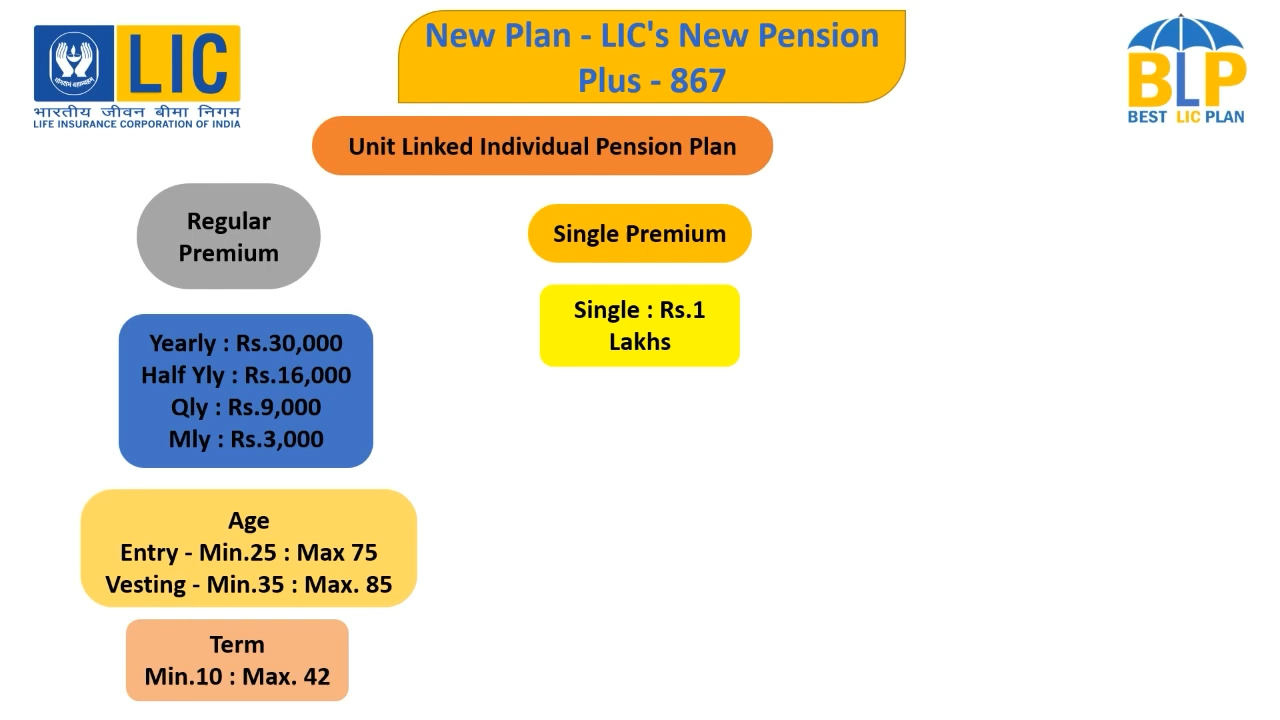 LIC
भारतीय जीवन बीमा निगम
LIFE INSURANCE CORPORATION OF INDIA
New Plan - LIC's New Pension
Plus - 867
BLP
BEST LIC PLAN
Unit Linked Individual Pension Plan
Regular
Premium
Single Premium
Yearly : Rs.30,000
Half Yly : Rs.16,000
Qly : Rs.9,000
Mly : Rs.3,000
Single : Rs.1
Lakhs
Age
Entry - Min.25 : Max 75
Vesting - Min.35 : Max. 85
Term
Min.10 : Max. 42